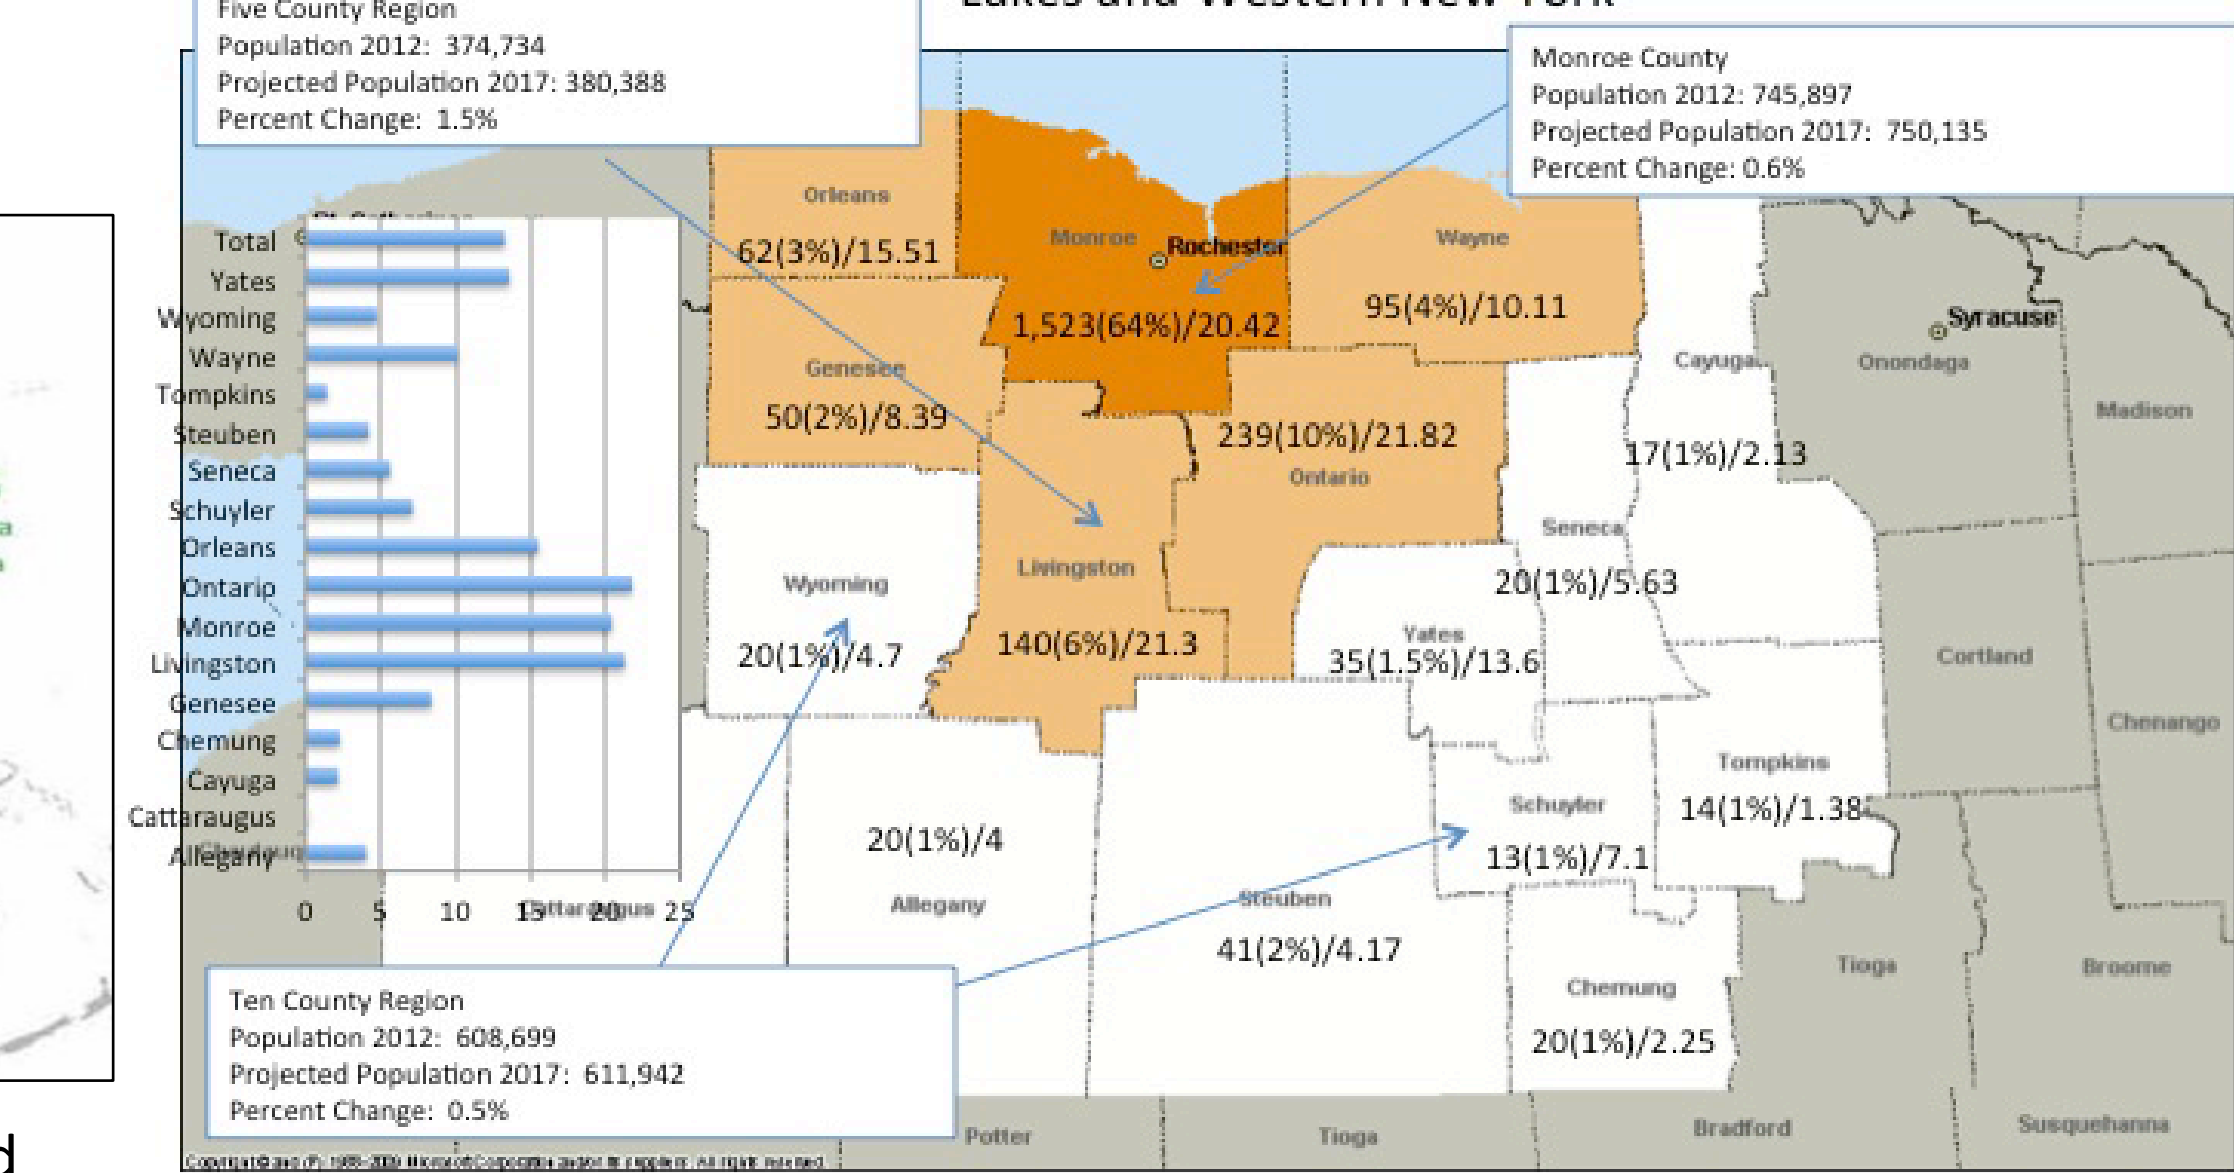 Lakes and Western New York
Five County Region
Population 2012: 374,734
Projected Population 2017: 380,388
Percent Change: 1.5%
Monroe County
Population 2012: 745,897
Projected Population 2017: 750,135
Percent Change: 0.6%
Total
Yates
Wyoming
Wayne
Tompkins
Steuben
Seneca
Schuyler
Orleans
Ontario
Monroe
Livingston
Genesee
Chemung
Cayuga
Cattaraugus
Allegany
0 5 10 15 20 25
Cattaraugus
Orleans
62(3%)/15.51
Monroe
Rochester
1,523(64%)/20.42
Wayne
95(4%)/10.11
Genesee
50(2%)/8.39
239(10%)/21.82
Ontario
Cayuga
17(1%)/2.13
Syracuse
Onondaga
Madison
Seneca
20(1%)/5.63
Wyoming
20(1%)/4.7
Livingston
140(6%)/21.3
Yates
35(1.5%)/13.6
Cortland
Chenango
Tompkins
14(1%)/1.38
Schuyler
13(1%)/7.1
20(1%)/4
Allegany
Steuben
41(2%)/4.17
Chemung
20(1%)/2.25
Tioga
Broome
Ten County Region
Population 2012: 608,699
Projected Population 2017: 611,942
Percent Change: 0.5%
Potter
Tioga
Bradford
Susquehanna
a
d